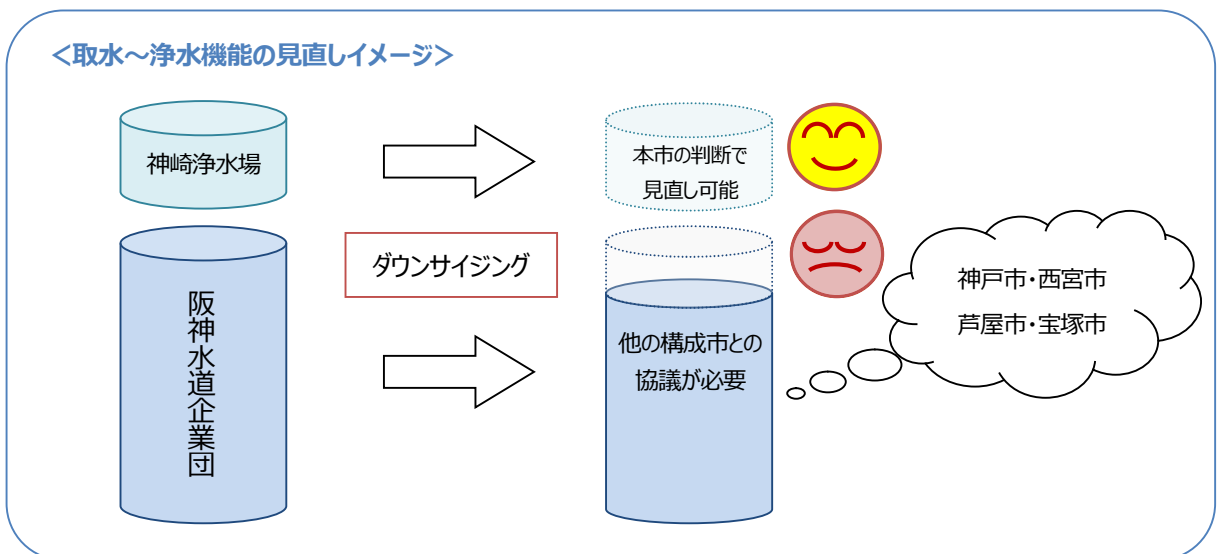 ＜取水～浄水機能の見直しイメージ＞
神崎浄水場
本市の判断で
見直し可能
ダウンサイジング
阪神水道企業団
他の構成市との
協議が必要
神戸市・西宮市
芦屋市・宝塚市